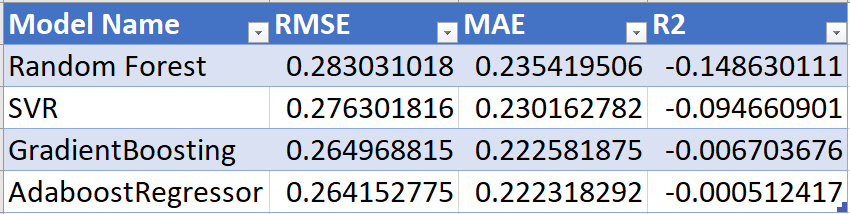 Model Name RMSE MAE R2
Random Forest 0.283031018 0.235419506 -0.148630111
SVR 0.276301816 0.230162782 -0.094660901
GradientBoosting 0.264968815 0.222581875 -0.006703676
AdaboostRegressor 0.264152775 0.222318292 -0.000512417